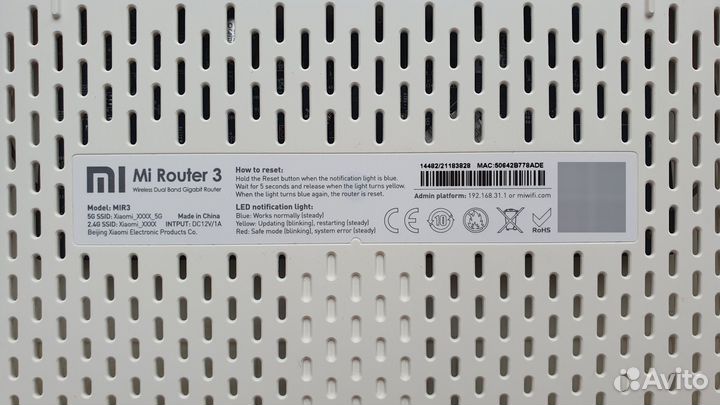 mi Mi Router 3
Wireless Dual Band Gigabit Router
Model: MIR3
5G SSID: Xiaomi_XXXX_5G Made in China
2.4G SSID: Xiaomi_XXXX INTPUT: DC12V/1A
Beijing Xiaomi Electronic Products Co.
How to reset:
Hold the Reset button when the notification light is blue.
Wait for 5 seconds and release when the light turns yellow.
When the light turns blue again, the router is reset.
LED notification light:
Blue: Works normally (steady)
Yellow: Updating (blinking), restarting (steady)
Red: Safe mode (blinking), system error (steady)
14482/21183828 MAC:50642B778ADE
Admin platform: 192.168.31.1 or miwifi.com
CE FC 10 RoHS
Avito